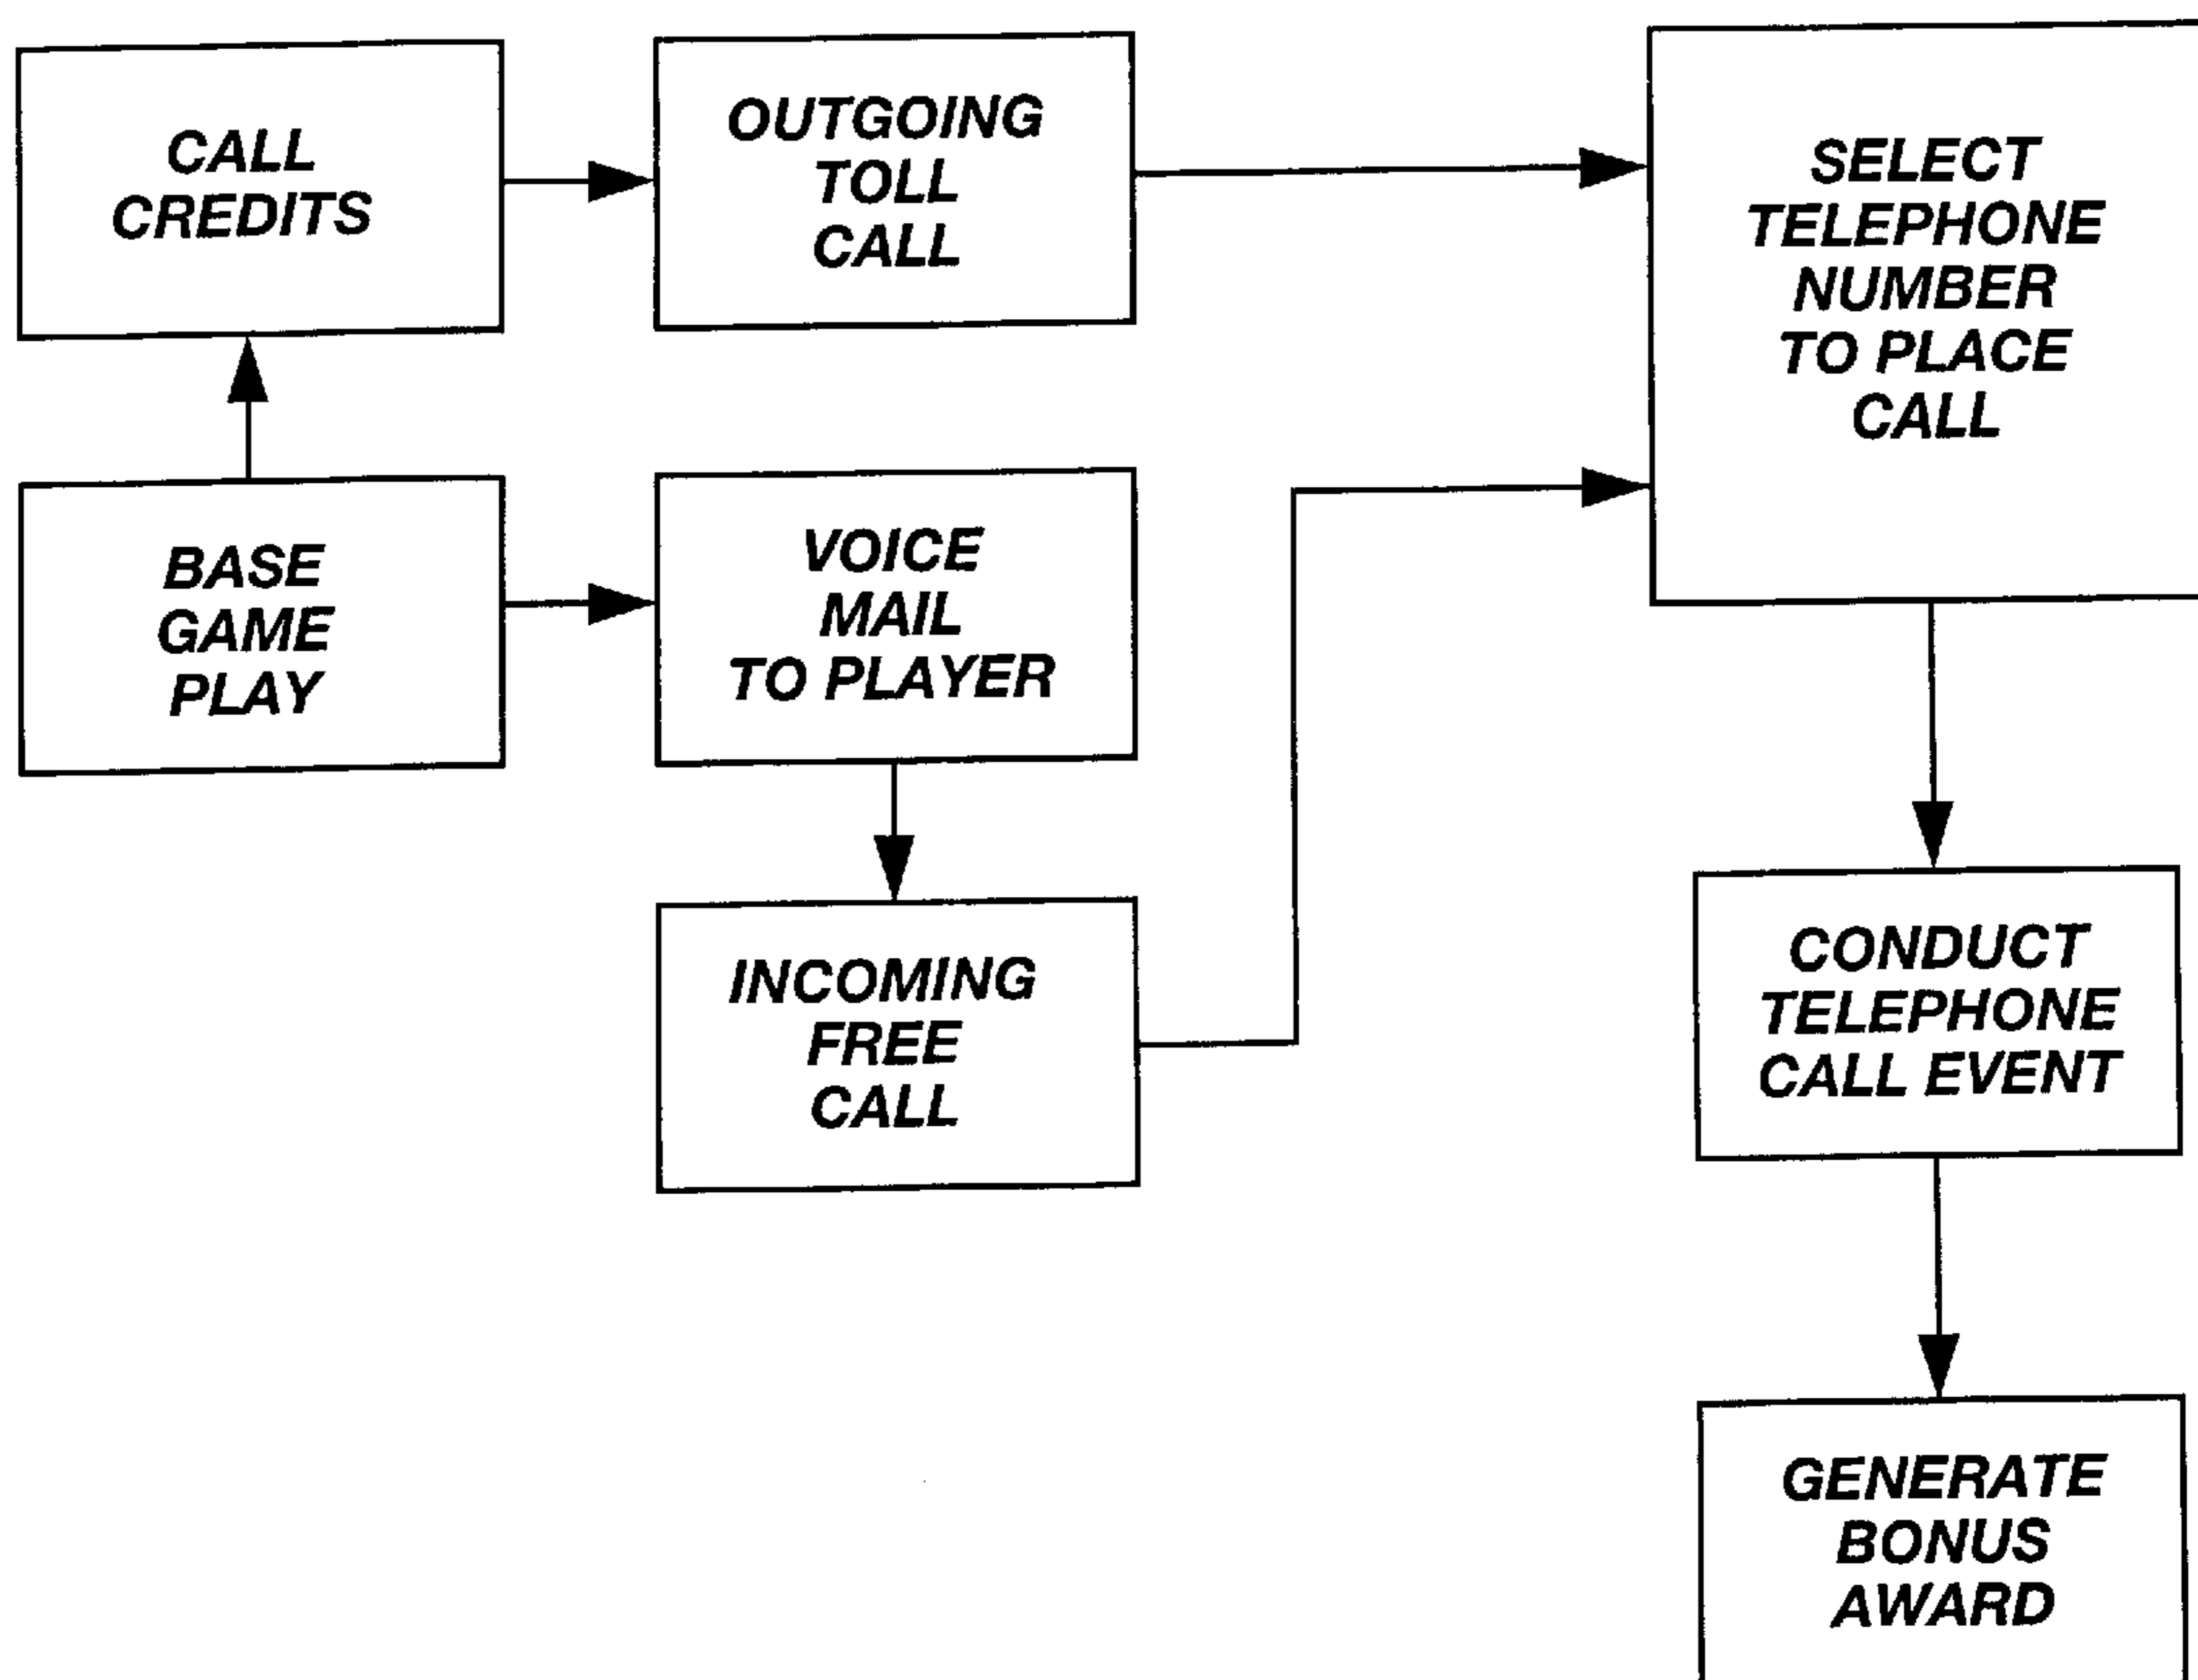 CALL
CREDITS
OUTGOING
TOLL
CALL
SELECT
TELEPHONE
NUMBER
TO PLACE
CALL
BASE
GAME
PLAY
VOICE
MAIL
TO PLAYER
INCOMING
FREE
CALL
CONDUCT
TELEPHONE
CALL EVENT
GENERATE
BONUS
AWARD